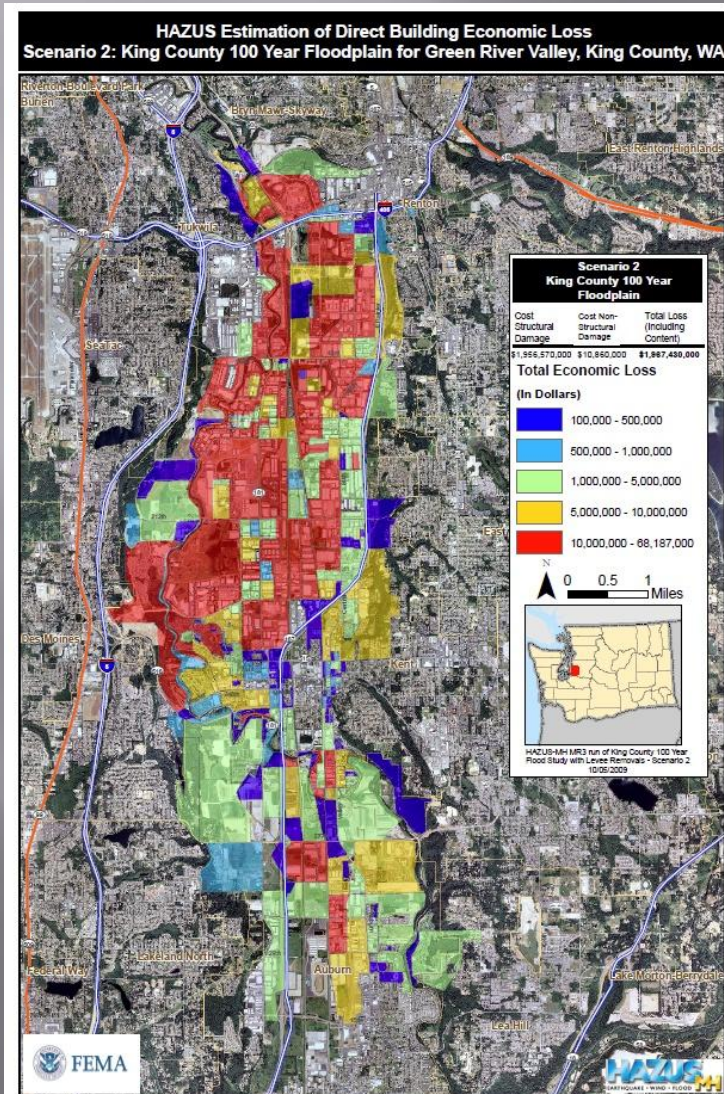 HAZUS Estimation of Direct Building Economic Loss
Scenario 2: King County 100 Year Floodplain for Green River Valley, King County, WA
Riverton-Boulevard Park
Burien
Bryn Mawr-Skyway
East Renton Highlands
Renton
Tukwila
Seatac
Des Moines
Kent
Federal Way
Lakeland North
Auburn
Lea Hill
Lake Morton-Berrydale
5
405
5
181
516
Scenario 2
King County 100 Year
Floodplain
Cost Structural Damage
Cost Non-Structural Damage
Total Loss (Including Content)
$1,956,570,000 $10,860,000 $1,967,430,000
Total Economic Loss
(In Dollars)
100,000 - 500,000
500,000 - 1,000,000
1,000,000 - 5,000,000
5,000,000 - 10,000,000
10,000,000 - 68,187,000
N
0 0.5 1
Miles
HAZUS-MH MR3 run of King County 100 Year
Flood Study with Levee Removals - Scenario 2
10/05/2009
FEMA
HAZUS
MH
EARTHQUAKE • WIND • FLOOD